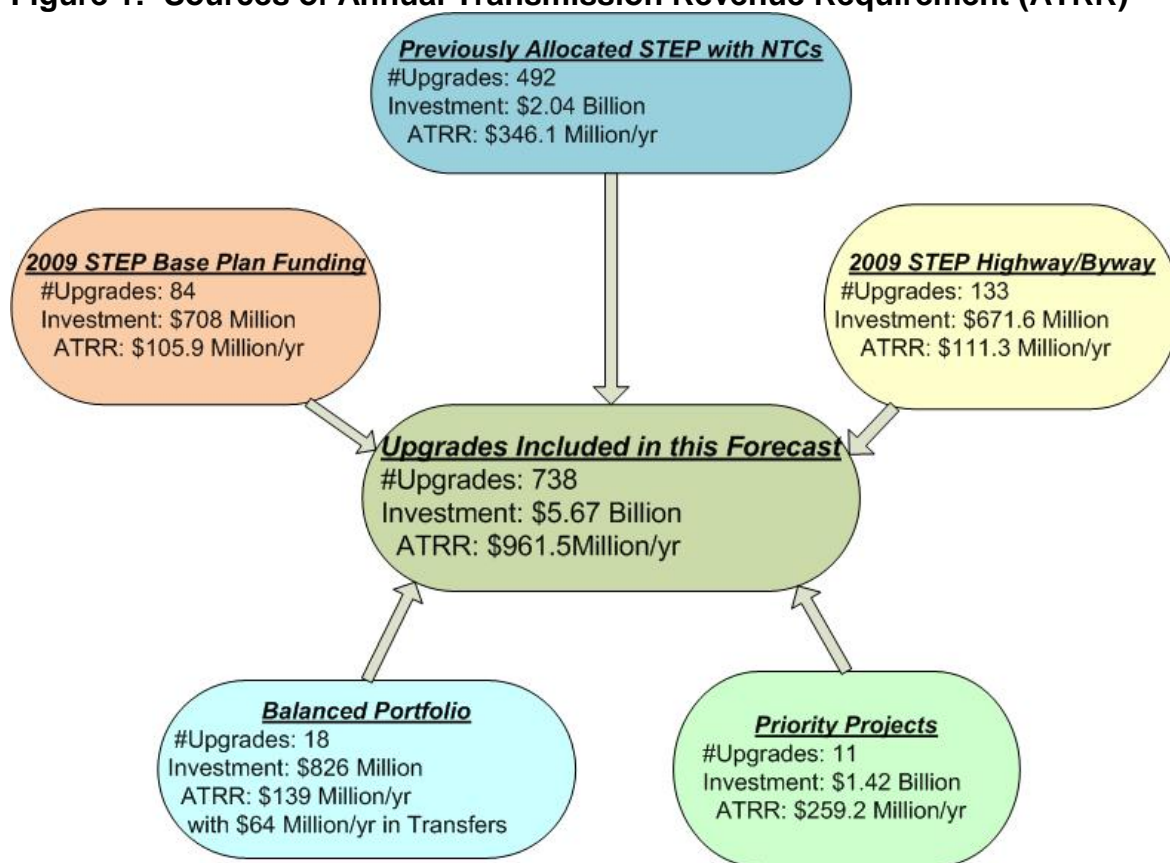 Figure 1: Sources of Annual Transmission Revenue Requirement (ATRR)
Previously Allocated STEP with NTCs
#Upgrades: 492
Investment: $2.04 Billion
ATRR: $346.1 Million/yr
2009 STEP Base Plan Funding
#Upgrades: 84
Investment: $708 Million
ATRR: $105.9 Million/yr
2009 STEP Highway/Byway
#Upgrades: 133
Investment: $671.6 Million
ATRR: $111.3 Million/yr
Upgrades Included in this Forecast
#Upgrades: 738
Investment: $5.67 Billion
ATRR: $961.5Million/yr
Balanced Portfolio
#Upgrades: 18
Investment: $826 Million
ATRR: $139 Million/yr
with $64 Million/yr in Transfers
Priority Projects
#Upgrades: 11
Investment: $1.42 Billion
ATRR: $259.2 Million/yr